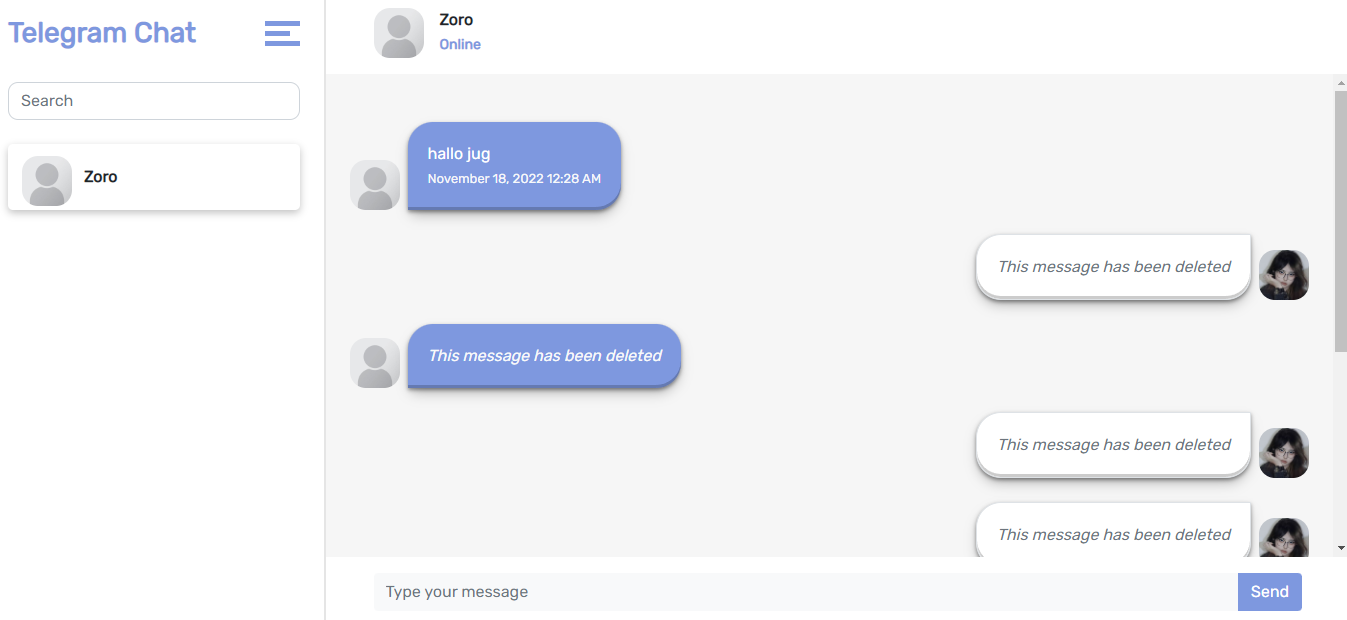 Telegram Chat
Search
Zoro
Zoro
Online
hallo jug
November 18, 2022 12:28 AM
This message has been deleted
This message has been deleted
This message has been deleted
This message has been deleted
Type your message
Send